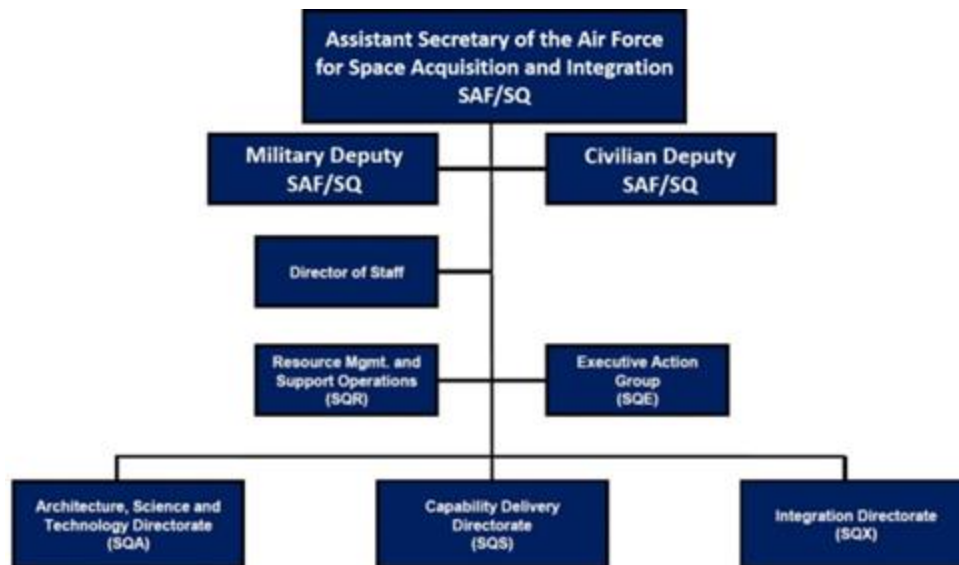 Assistant Secretary of the Air Force
for Space Acquisition and Integration
SAF/SQ
Military Deputy
SAF/SQ
Civilian Deputy
SAF/SQ
Director of Staff
Resource Mgmt. and
Support Operations
(SQR)
Executive Action
Group
(SQE)
Architecture, Science and
Technology Directorate
(SQA)
Capability Delivery
Directorate
(SQS)
Integration Directorate
(SQX)